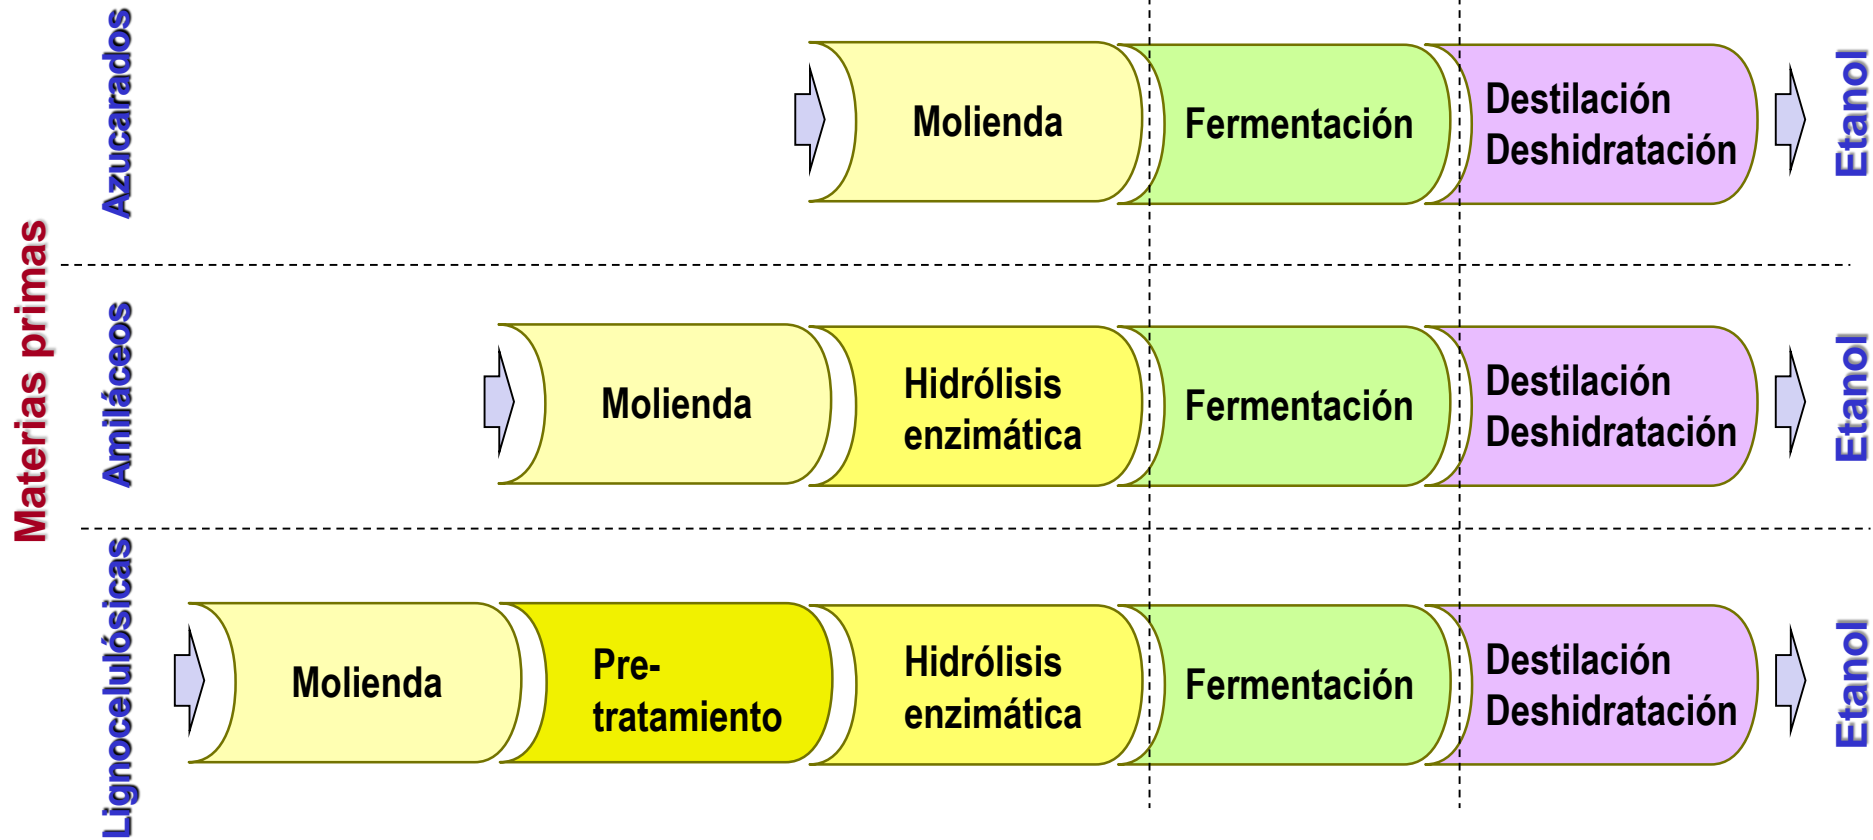 Materias primas
Azucarados
Molienda
Fermentación
Destilación
Deshidratación
Etanol
Amiláceos
Molienda
Hidrólisis
enzimática
Fermentación
Destilación
Deshidratación
Etanol
Lignocelulósicas
Molienda
Pre-
tratamiento
Hidrólisis
enzimática
Fermentación
Destilación
Deshidratación
Etanol